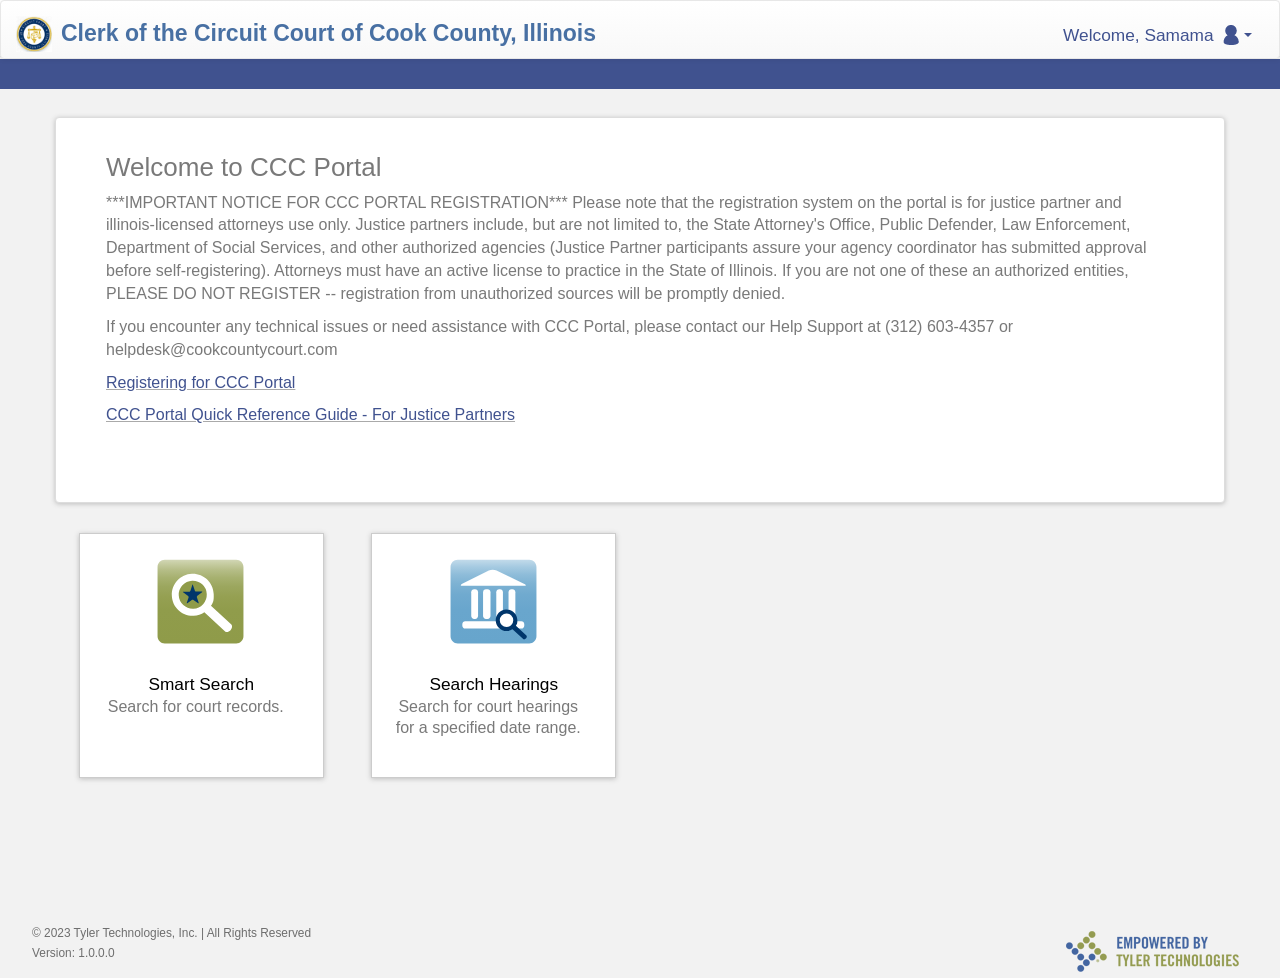 Clerk of the Circuit Court of Cook County, Illinois
Welcome, Samama
Welcome to CCC Portal
***IMPORTANT NOTICE FOR CCC PORTAL REGISTRATION*** Please note that the registration system on the portal is for justice partner and
illinois-licensed attorneys use only. Justice partners include, but are not limited to, the State Attorney's Office, Public Defender, Law Enforcement,
Department of Social Services, and other authorized agencies (Justice Partner participants assure your agency coordinator has submitted approval
before self-registering). Attorneys must have an active license to practice in the State of Illinois. If you are not one of these an authorized entities,
PLEASE DO NOT REGISTER -- registration from unauthorized sources will be promptly denied.
If you encounter any technical issues or need assistance with CCC Portal, please contact our Help Support at (312) 603-4357 or
helpdesk@cookcountycourt.com
Registering for CCC Portal
CCC Portal Quick Reference Guide - For Justice Partners
Smart Search
Search for court records.
Search Hearings
Search for court hearings
for a specified date range.
© 2023 Tyler Technologies, Inc. | All Rights Reserved
Version: 1.0.0.0
EMPOWERED BY
TYLER TECHNOLOGIES